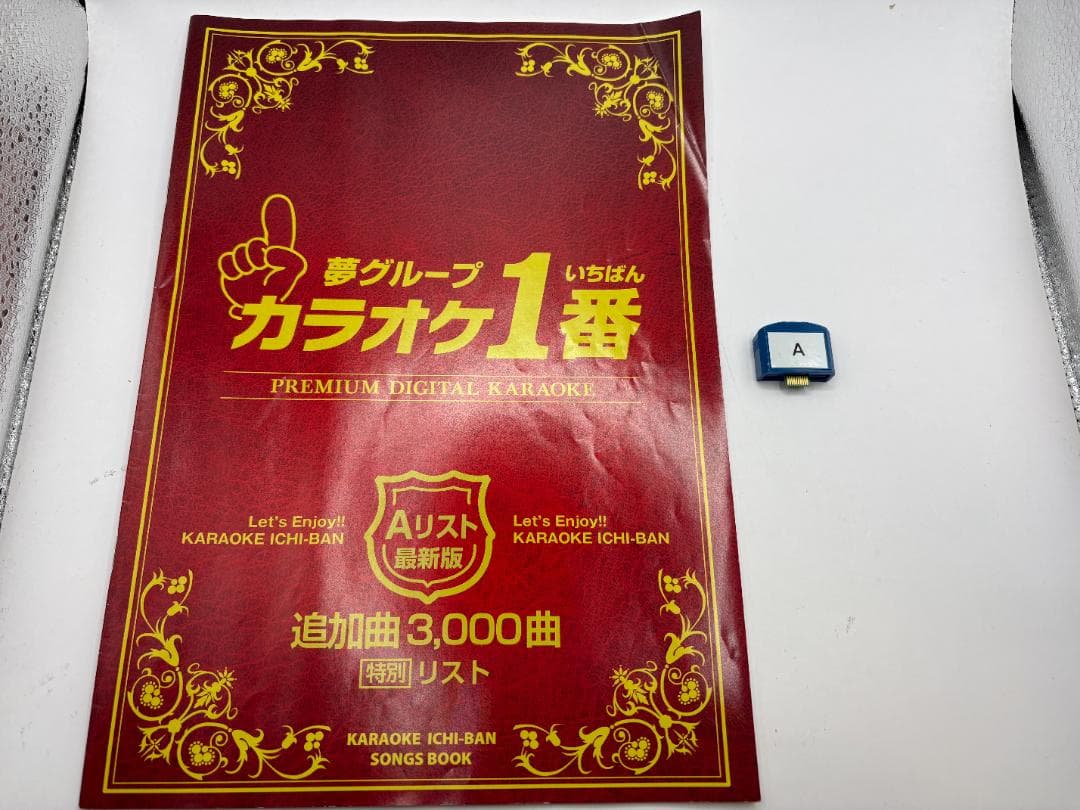 夢グループ
いちばん
カラオケ1番
PREMIUM DIGITAL KARAOKE
Let's Enjoy!!
KARAOKE ICHI-BAN
Aリスト
最新版
Let's Enjoy!!
KARAOKE ICHI-BAN
追加曲3,000曲
特別リスト
KARAOKE ICHI-BAN
SONGS BOOK
A